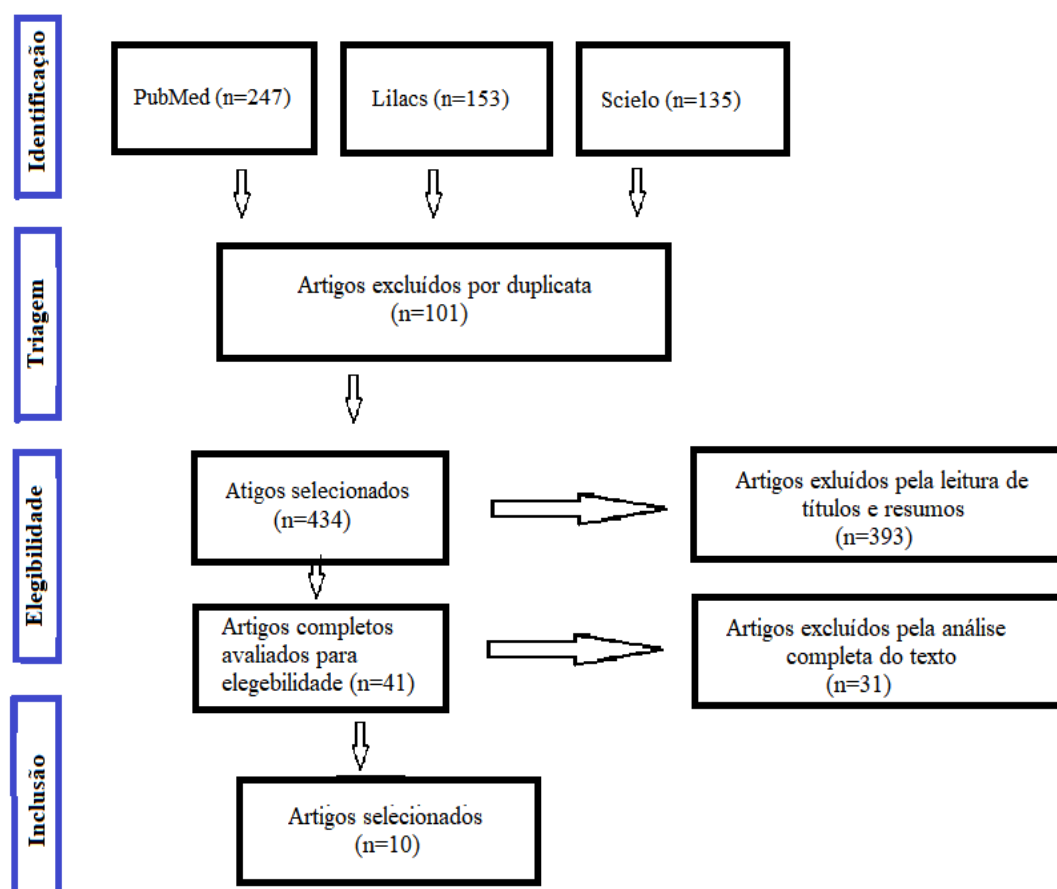 Identificação
PubMed (n=247)
Lilacs (n=153)
Scielo (n=135)
Triagem
Artigos excluídos por duplicata
(n=101)
Elegibilidade
Atigos selecionados
(n=434)
Artigos exluídos pela leitura de
títulos e resumos
(n=393)
Artigos completos
avaliados para
elegebilidade (n=41)
Artigos excluídos pela análise
completa do texto
(n=31)
Inclusão
Artigos selecionados
(n=10)